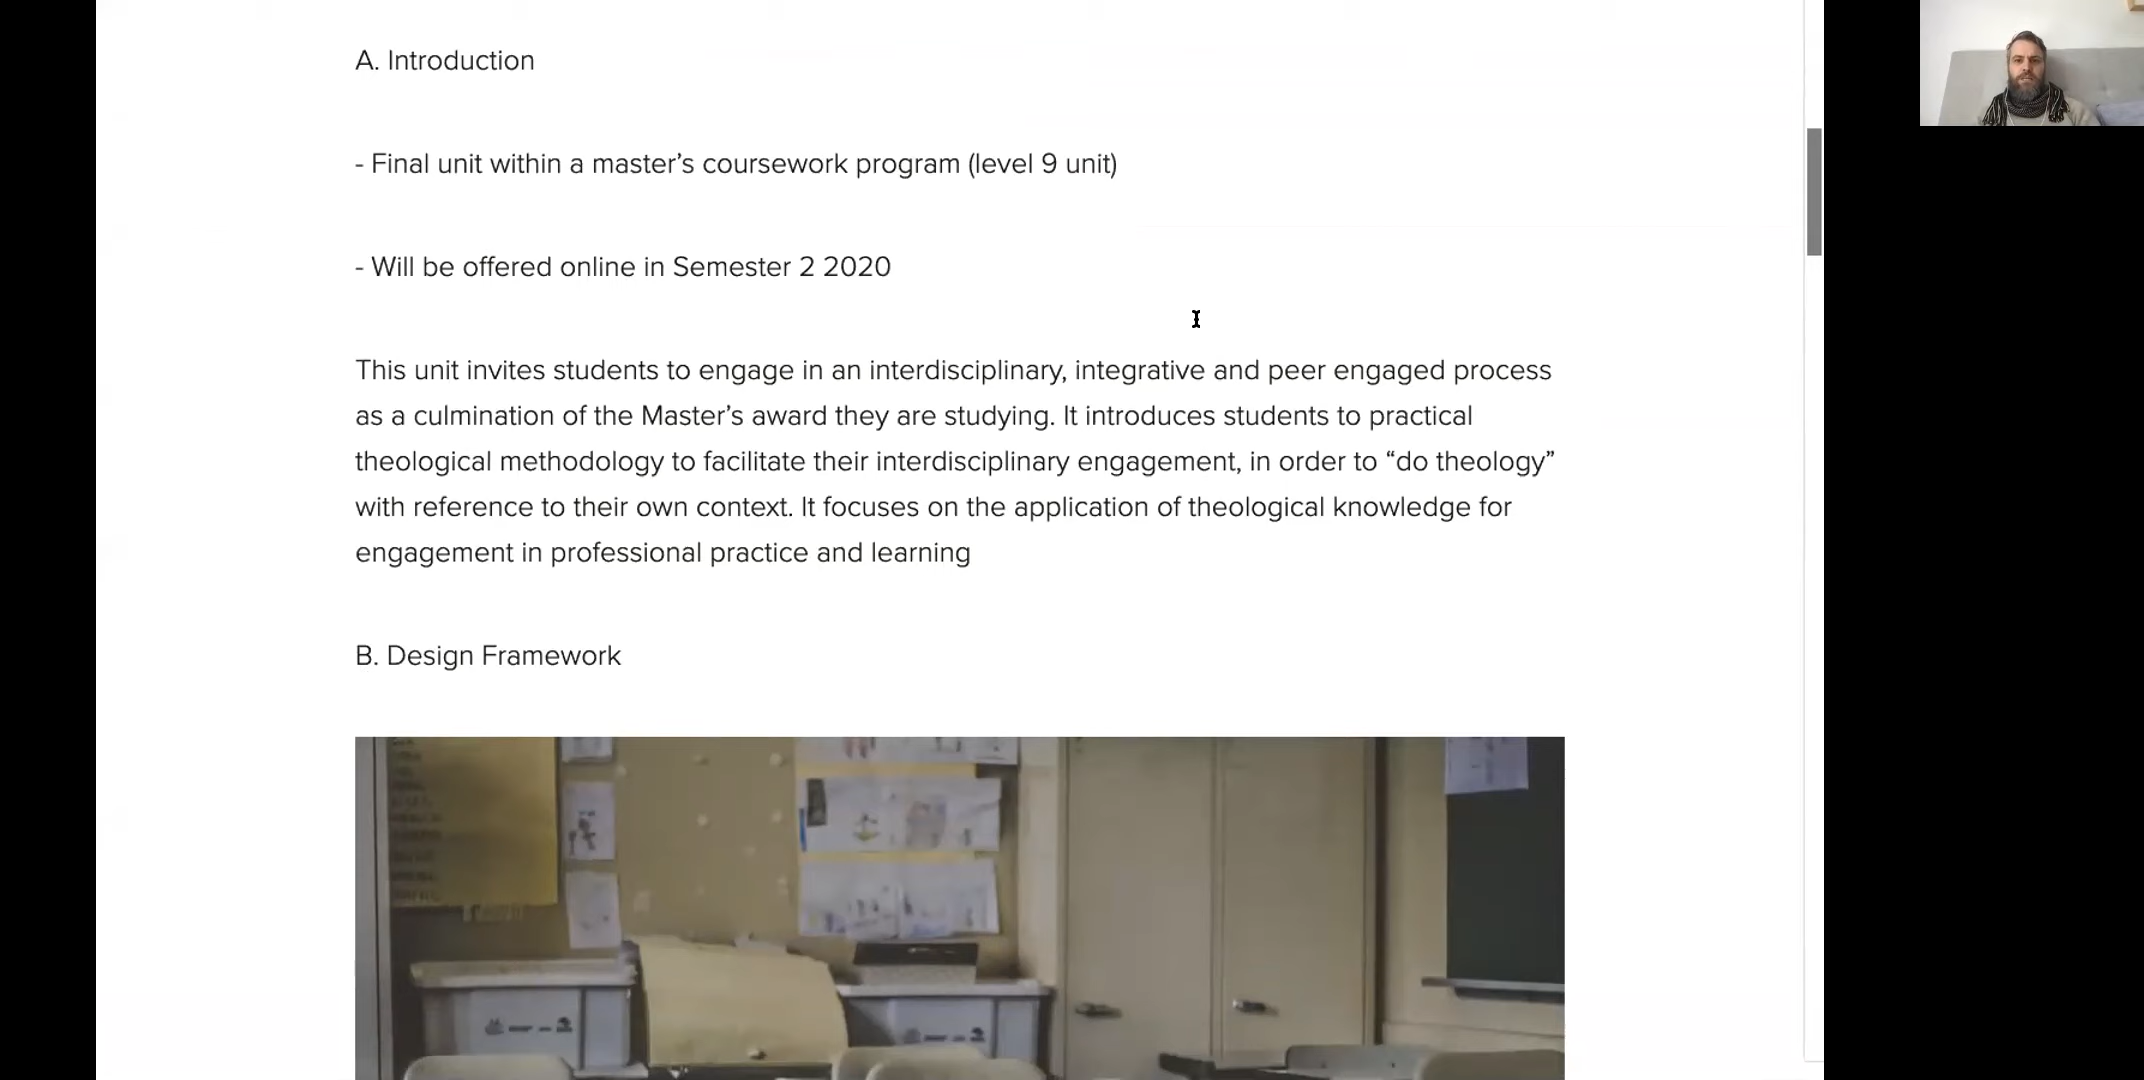 A. Introduction
- Final unit within a master’s coursework program (level 9 unit)
- Will be offered online in Semester 2 2020
This unit invites students to engage in an interdisciplinary, integrative and peer engaged process
as a culmination of the Master’s award they are studying. It introduces students to practical
theological methodology to facilitate their interdisciplinary engagement, in order to “do theology”
with reference to their own context. It focuses on the application of theological knowledge for
engagement in professional practice and learning
B. Design Framework